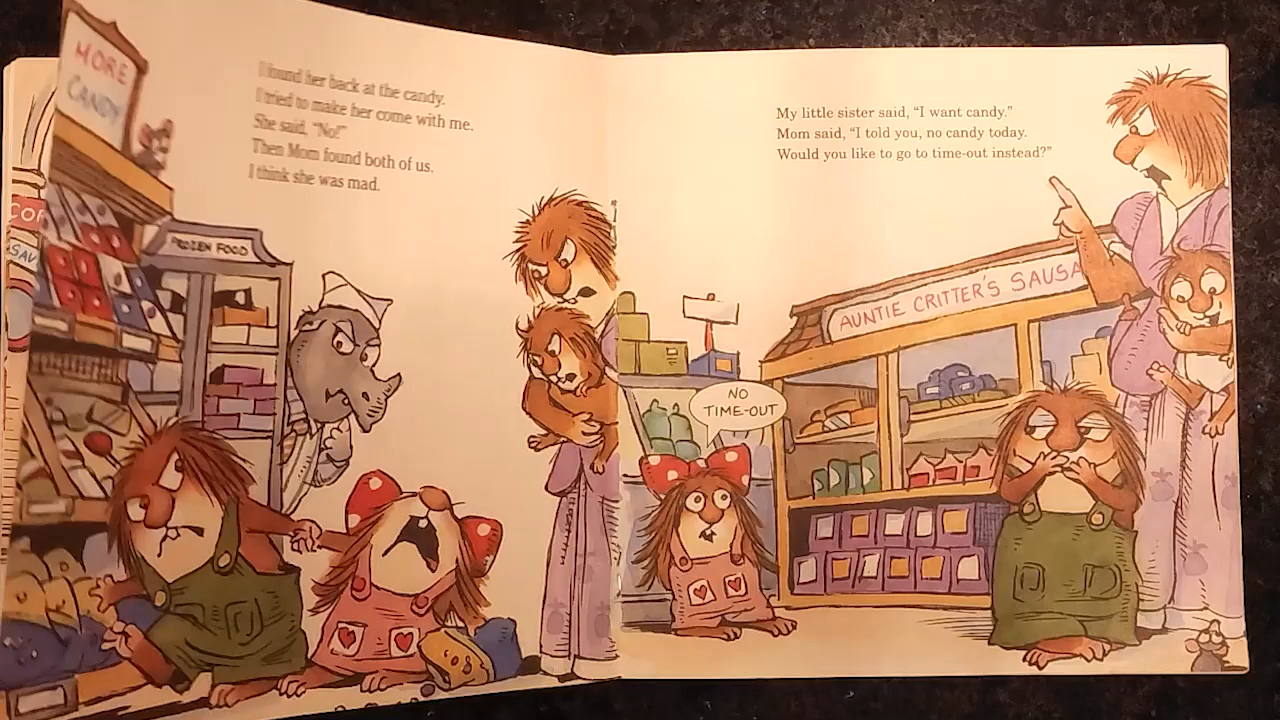 MORE
CANDY
I found her back at the candy.
I tried to make her come with me.
She said, "No!"
Then Mom found both of us.
I think she was mad.
FROZEN FOOD
COF
SAV
My little sister said, "I want candy."
Mom said, "I told you, no candy today.
Would you like to go to time-out instead?"
AUNTIE CRITTER'S SAUSA
NO
TIME-OUT